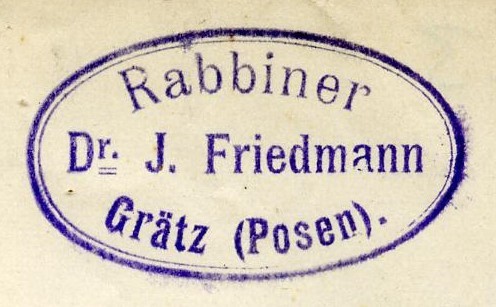 Rabbiner
Dr. J. Friedmann
Grätz (Posen).